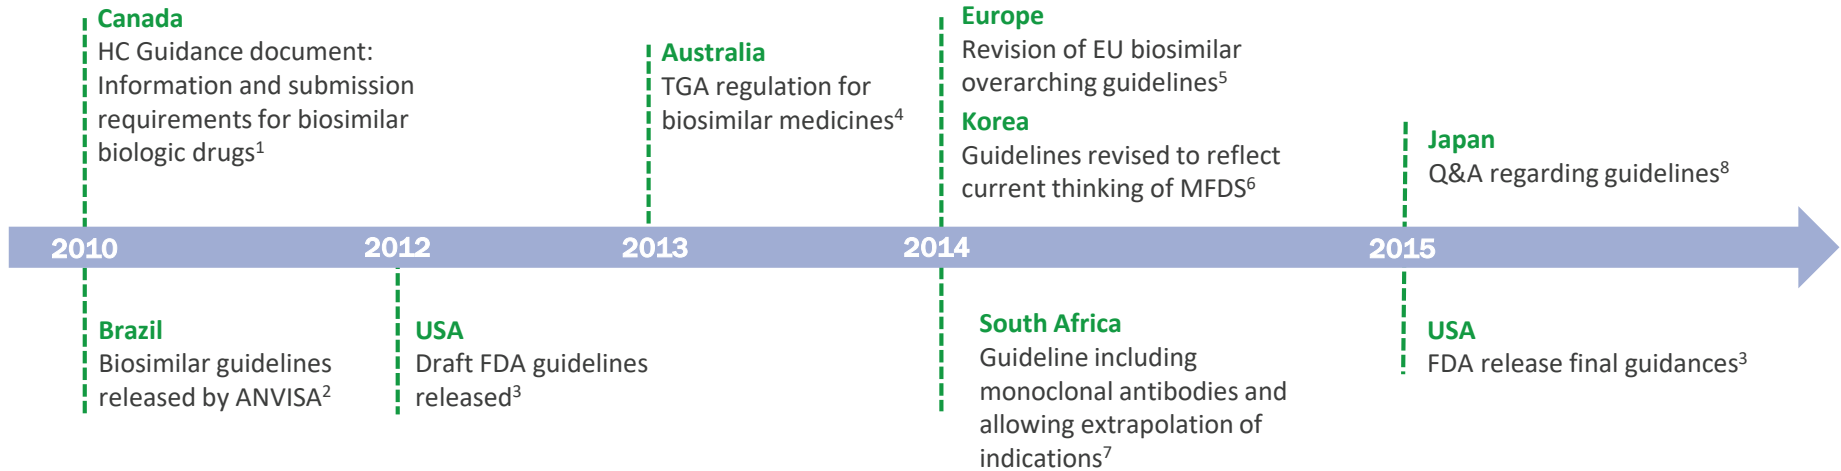 Canada
HC Guidance document:
Information and submission
requirements for biosimilar
biologic drugs1
Australia
TGA regulation for
biosimilar medicines4
Europe
Revision of EU biosimilar
overarching guidelines5
Korea
Guidelines revised to reflect
current thinking of MFDS6
Japan
Q&A regarding guidelines8
2010
2012
2013
2014
2015
Brazil
Biosimilar guidelines
released by ANVISA2
USA
Draft FDA guidelines
released3
South Africa
Guideline including
monoclonal antibodies and
allowing extrapolation of
indications7
USA
FDA release final guidances3